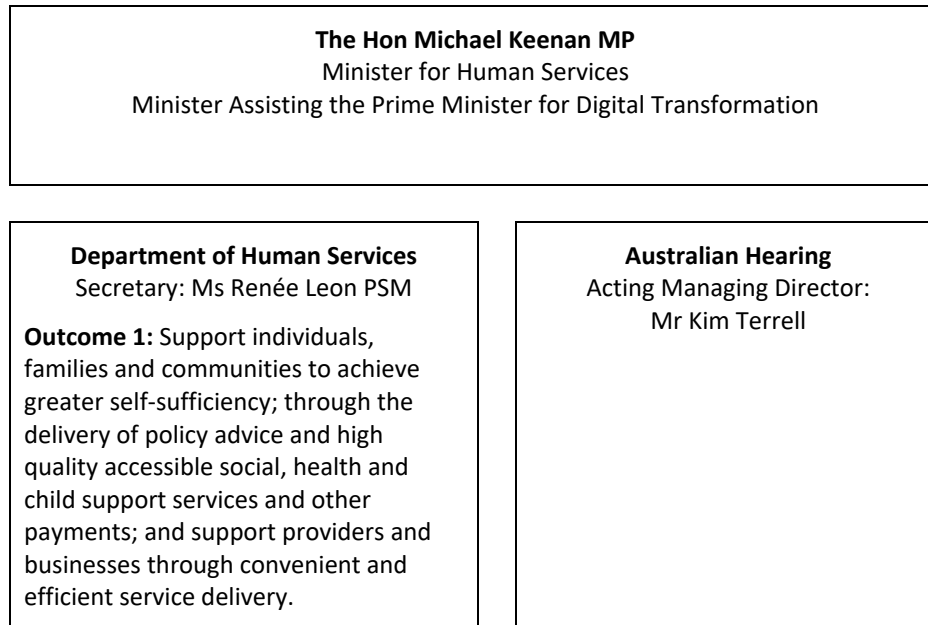 The Hon Michael Keenan MP
Minister for Human Services
Minister Assisting the Prime Minister for Digital Transformation
Department of Human Services
Secretary: Ms Renée Leon PSM
Outcome 1: Support individuals,
families and communities to achieve
greater self-sufficiency; through the
delivery of policy advice and high
quality accessible social, health and
child support services and other
payments; and support providers and
businesses through convenient and
efficient service delivery.
Australian Hearing
Acting Managing Director:
Mr Kim Terrell